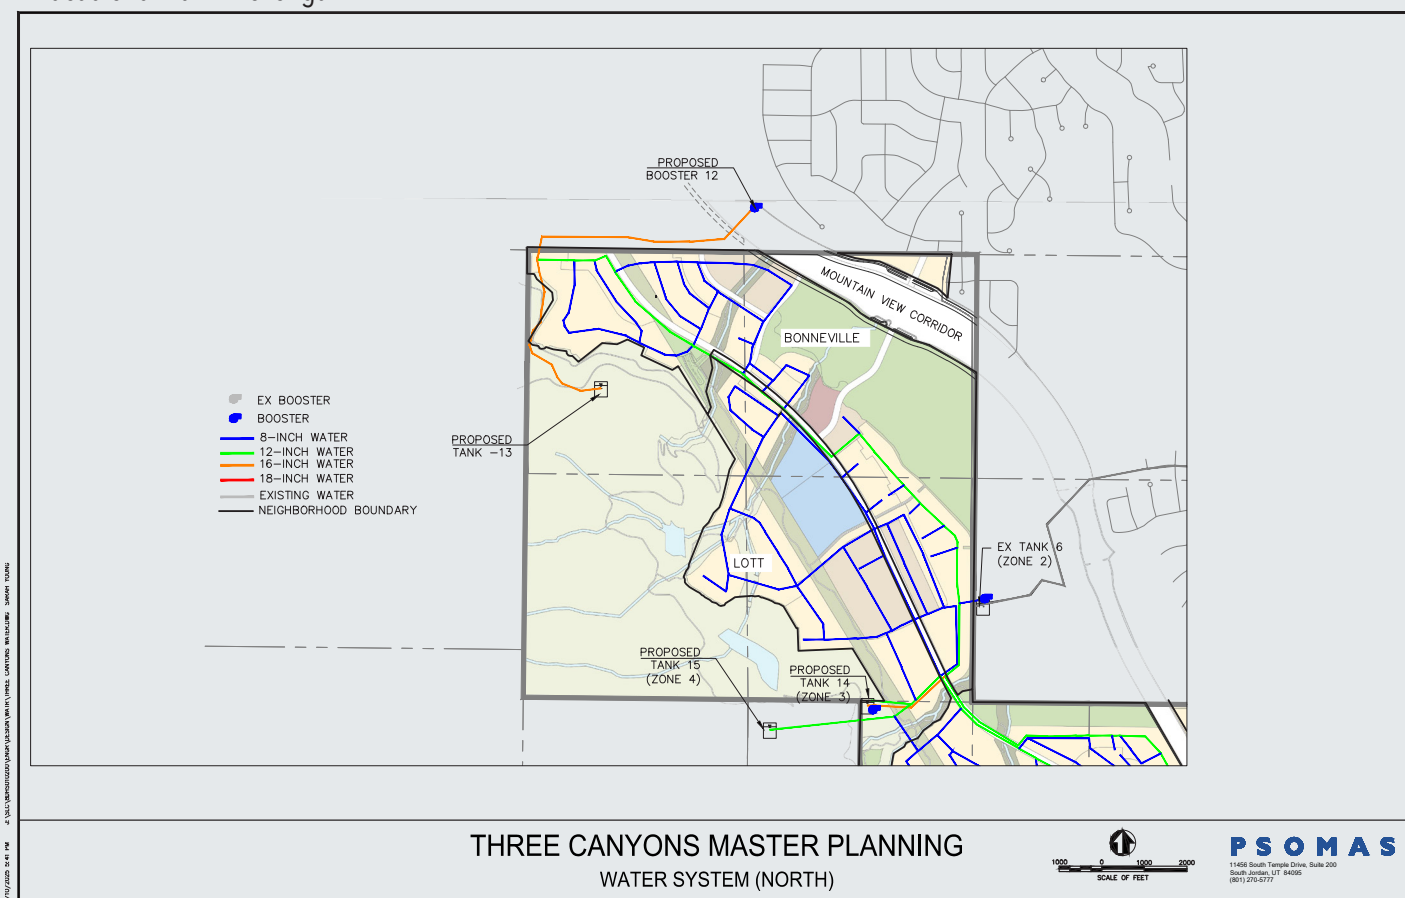 PROPOSED
BOOSTER 12
MOUNTAIN VIEW CORRIDOR
BONNEVILLE
EX BOOSTER
BOOSTER
8-INCH WATER
12-INCH WATER
16-INCH WATER
18-INCH WATER
EXISTING WATER
NEIGHBORHOOD BOUNDARY
PROPOSED
TANK -13
EX TANK 6
(ZONE 2)
LOTT
PROPOSED
TANK 15
(ZONE 4)
PROPOSED
TANK 14
(ZONE 3)
THREE CANYONS MASTER PLANNING
WATER SYSTEM (NORTH)
1000 0 1000 2000
SCALE OF FEET
PSOMAS
11456 South Temple Drive, Suite 200
South Jordan, UT 84095
(801) 270-5777